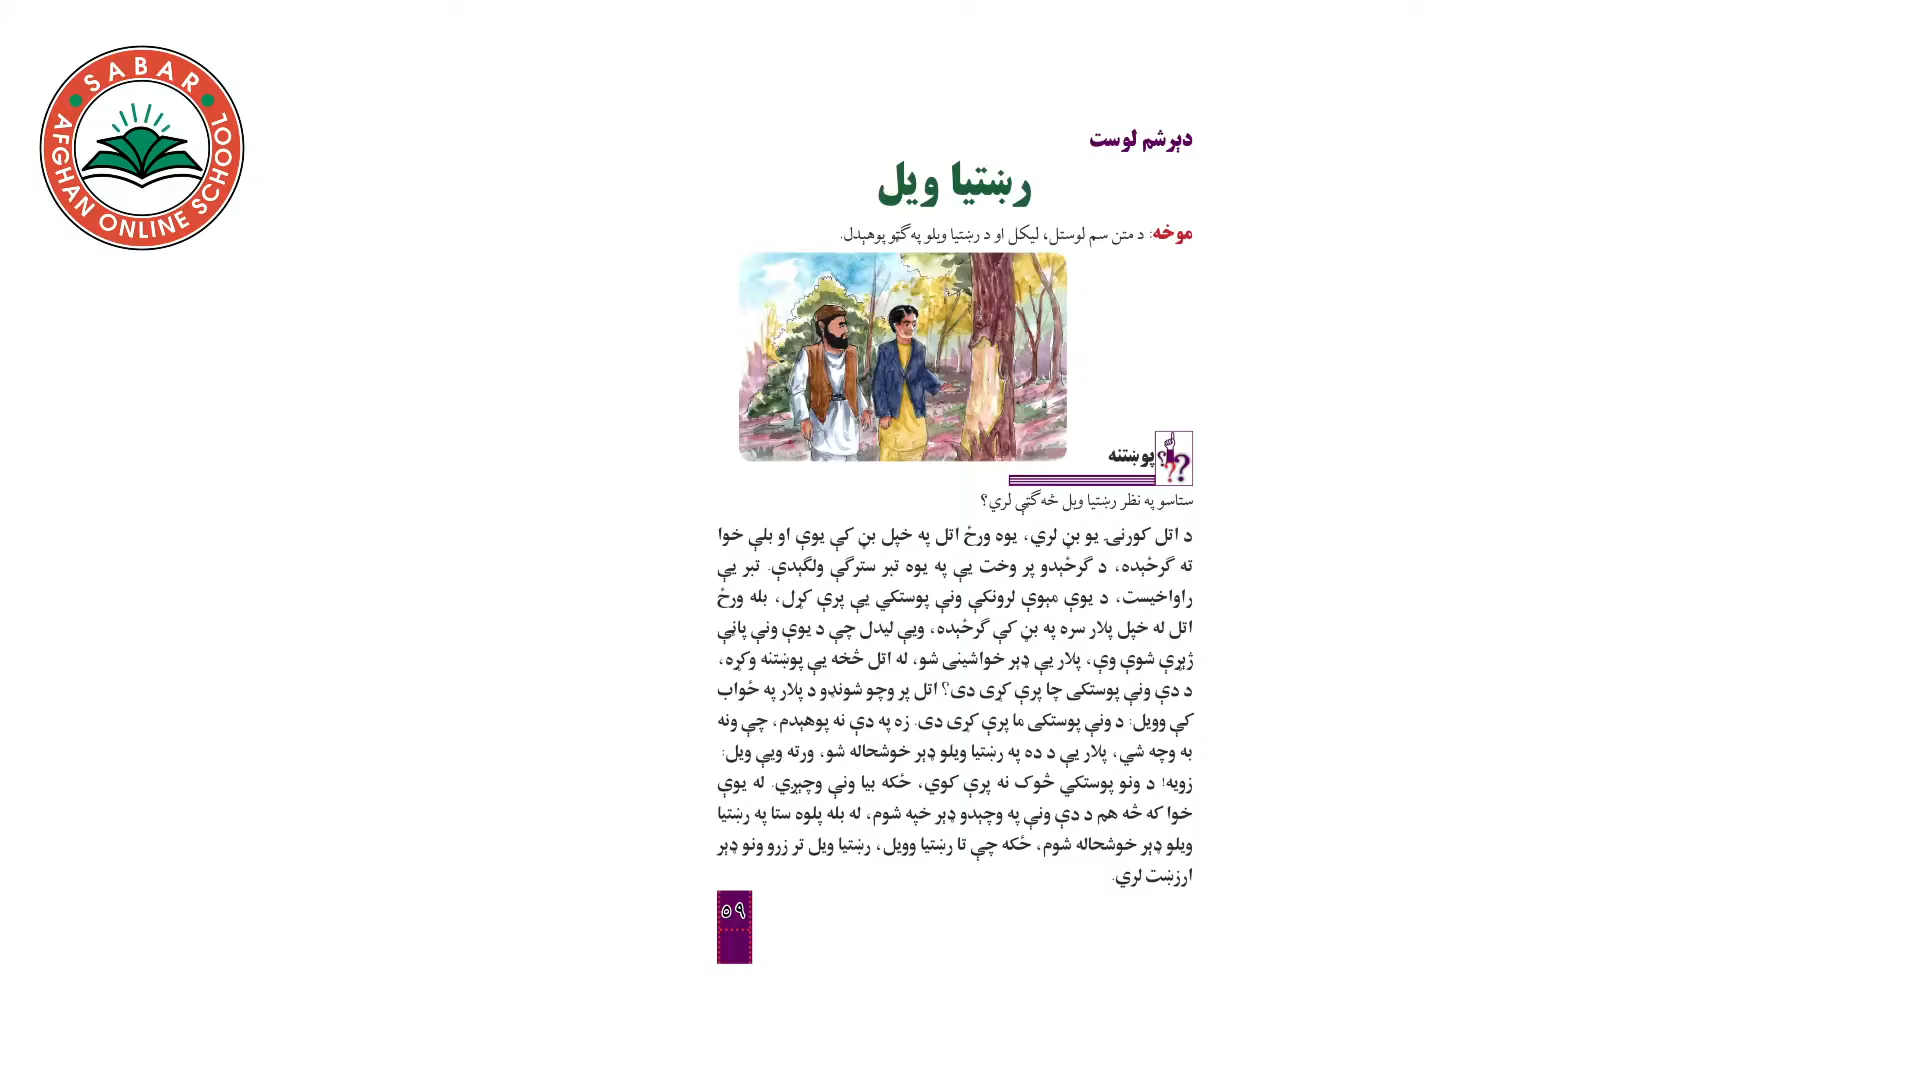 SABAR
AFGHAN ONLINE SCHOOL
دېرشم لوست
رښتيا ويل
موخه: د متن سم لوستل، ليکل او د رښتيا ويلو په ګټو پوهېدل.
پوښتنه
ستاسو په نظر رښتيا ويل څه ګټې لري؟
د اتل کورنۍ يو بڼ لري، يوه ورځ اتل په خپل بڼ کې يوې او بلې خوا
ته ګرځېده، د ګرځېدو پر وخت يې په يوه تبر سترګې ولګېدې. تبر يې
راواخيست، د يوې مېوې لرونکې ونې پوستکي يې پرې کړل، بله ورځ
اتل له خپل پلار سره په بڼ کې ګرځېده، ويې ليدل چې د يوې ونې پاڼې
ژېړې شوې وې، پلار يې ډېر خواشينی شو، له اتل څخه يې پوښتنه وکړه،
د دې ونې پوستکی چا پرې کړی دی؟ اتل پر وچو شونډو د پلار په ځواب
کې وويل: د ونې پوستکی ما پرې کړی دی. زه په دې نه پوهېدم، چې ونه
به وچه شي، پلار يې د ده په رښتيا ويلو ډېر خوشحاله شو، ورته ويې ويل:
زويه! د ونو پوستکي څوک نه پرې کوي، ځکه بيا ونې وچېږي. له يوې
خوا که څه هم د دې ونې په وچېدو ډېر خپه شوم، له بله پلوه ستا په رښتيا
ويلو ډېر خوشحاله شوم، ځکه چې تا رښتيا وويل، رښتيا ويل تر زرو ونو ډېر
ارزښت لري.
۵۹